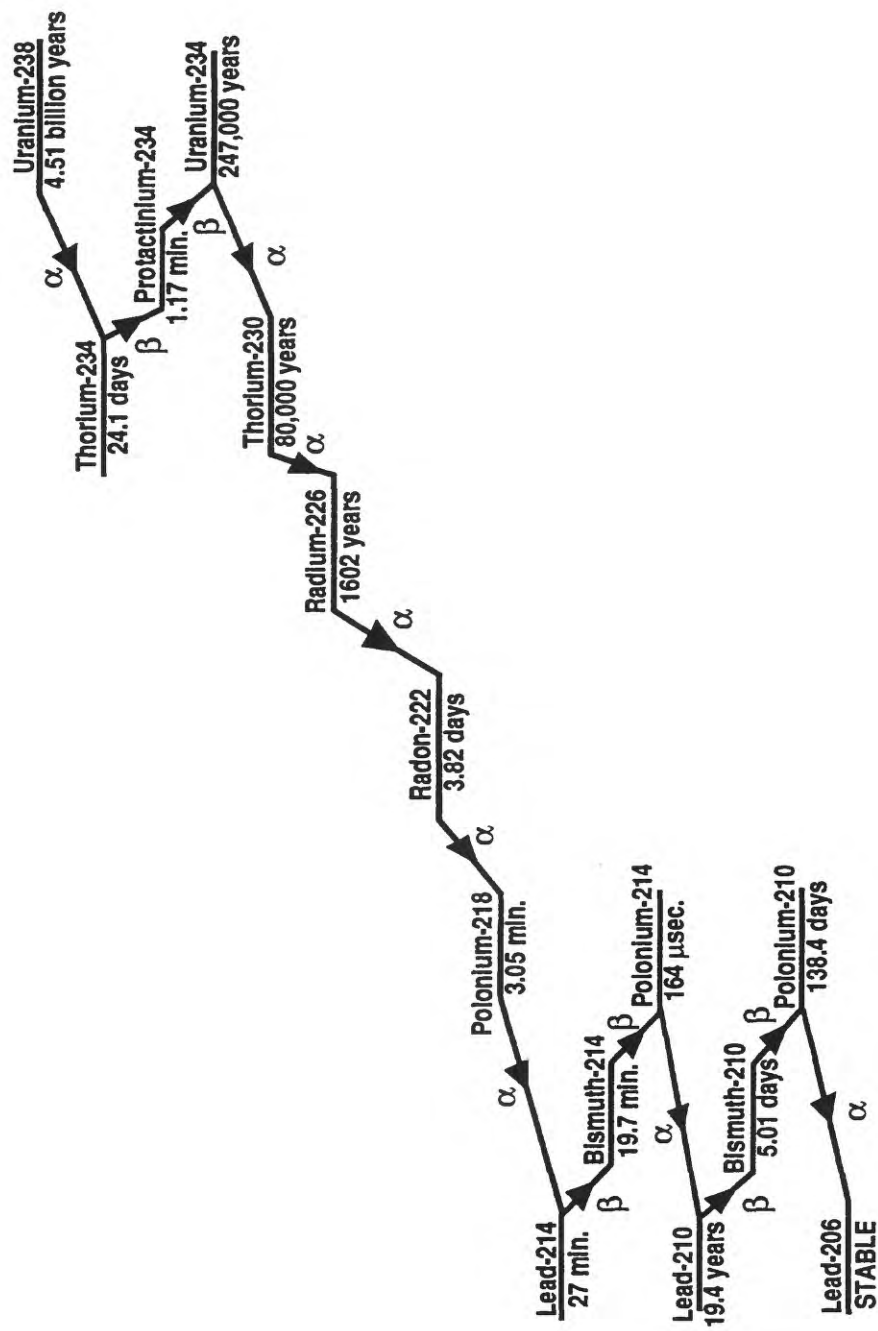 Uranium-238
4.51 billion years
α
Thorium-234
24.1 days
β
Protactinium-234
1.17 min.
β
Uranium-234
247,000 years
α
Thorium-230
80,000 years
α
Radium-226
1602 years
α
Radon-222
3.82 days
α
Polonium-218
3.05 min.
α
Lead-214
27 min.
β
Bismuth-214
19.7 min.
β
Polonium-214
164 μsec.
α
Lead-210
19.4 years
β
Bismuth-210
5.01 days
β
Polonium-210
138.4 days
α
Lead-206
STABLE